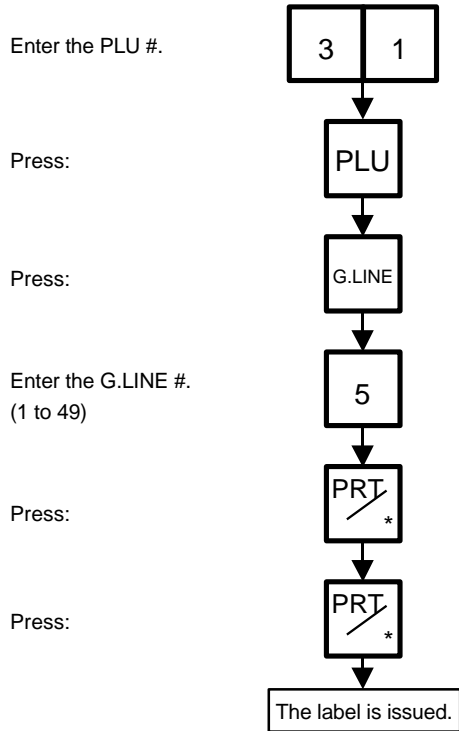 Enter the PLU #.
3 1
Press:
PLU
Press:
G.LINE
Enter the G.LINE #.
(1 to 49)
5
Press:
PRT
*
Press:
PRT
*
The label is issued.